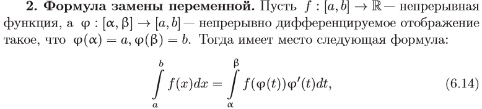 2. Формула замены переменной. Пусть f : [a, b] → ℝ — непрерывная
функция, а φ : [α, β] → [a, b] — непрерывно дифференцируемое отображение
такое, что φ(α) = a, φ(β) = b. Тогда имеет место следующая формула:
∫_a^b f(x)dx = ∫_α^β f(φ(t))φ′(t)dt, (6.14)